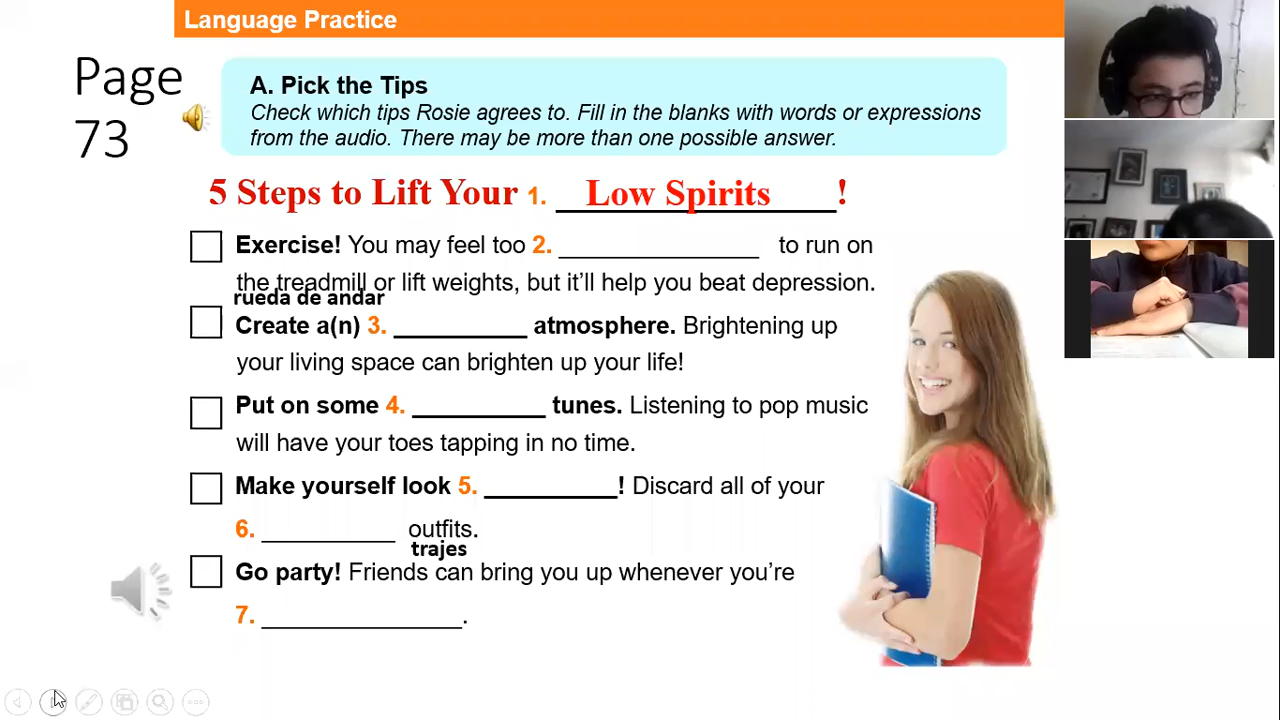 Language Practice
Page
73
A. Pick the Tips
Check which tips Rosie agrees to. Fill in the blanks with words or expressions
from the audio. There may be more than one possible answer.
5 Steps to Lift Your 1. Low Spirits !
Exercise! You may feel too 2. ____________ to run on
the treadmill or lift weights, but it'll help you beat depression.
rueda de andar
Create a(n) 3. ________ atmosphere. Brightening up
your living space can brighten up your life!
Put on some 4. ________ tunes. Listening to pop music
will have your toes tapping in no time.
Make yourself look 5. ________! Discard all of your
6. ________ outfits.
trajes
Go party! Friends can bring you up whenever you're
7. ____________.